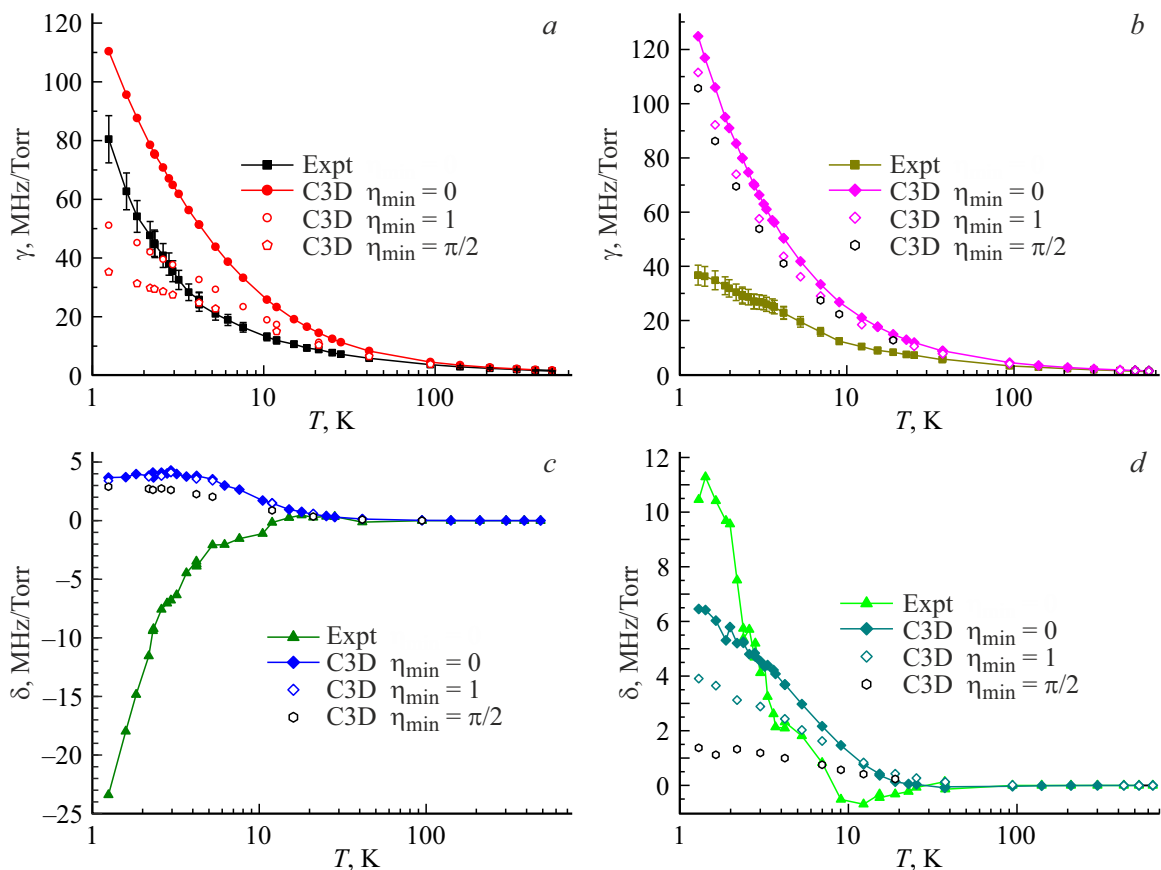 a
120
100
80
60
40
20
0
γ, MHz/Torr
Expt
C3D ηmin = 0
C3D ηmin = 1
C3D ηmin = π/2
1
10
100
T, K
b
120
100
80
60
40
20
0
γ, MHz/Torr
Expt
C3D ηmin = 0
C3D ηmin = 1
C3D ηmin = π/2
1
10
100
T, K
c
5
0
–5
–10
–15
–20
–25
δ, MHz/Torr
Expt
C3D ηmin = 0
C3D ηmin = 1
C3D ηmin = π/2
1
10
100
T, K
d
12
10
8
6
4
2
0
δ, MHz/Torr
Expt
C3D ηmin = 0
C3D ηmin = 1
C3D ηmin = π/2
1
10
100
T, K